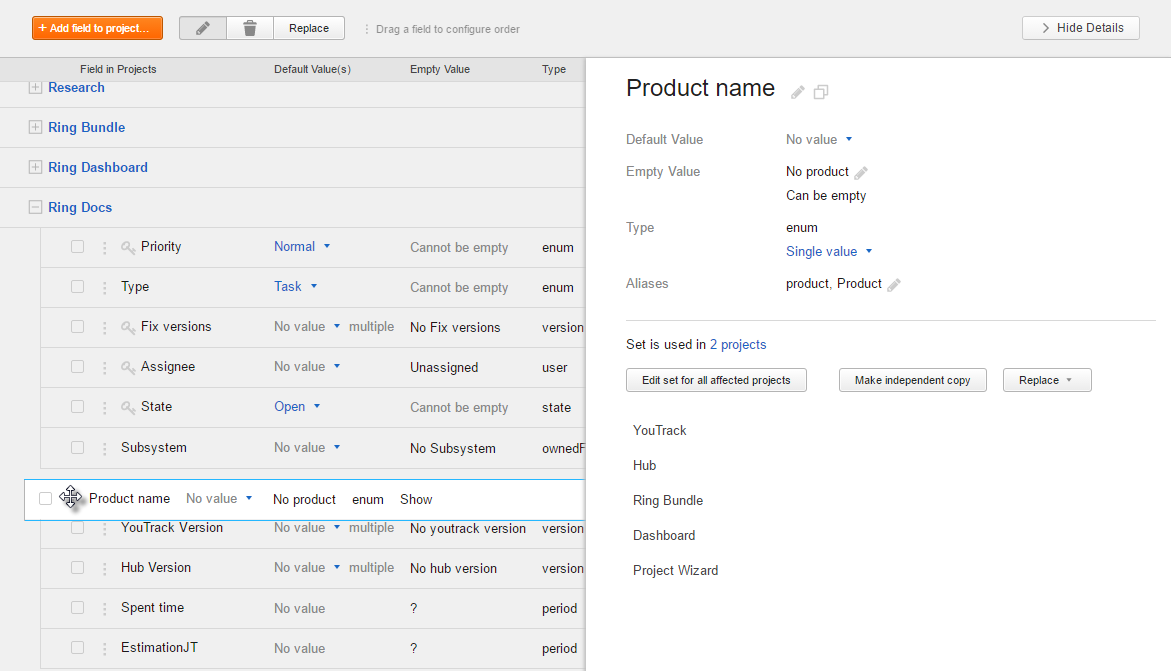 + Add field to project... Replace Drag a field to configure order Hide Details
Field in Projects Default Value(s) Empty Value Type
Research
Ring Bundle
Ring Dashboard
Ring Docs
Priority Normal Cannot be empty enum
Type Task Cannot be empty enum
Fix versions No value multiple No Fix versions version
Assignee No value Unassigned user
State Open Cannot be empty state
Subsystem No value No Subsystem ownedF
Product name No value No product enum Show
YouTrack Version No value multiple No youtrack version version
Hub Version No value multiple No hub version version
Spent time No value ? period
EstimationJT No value ? period
Product name
Default Value No value
Empty Value No product
Can be empty
Type enum
Single value
Aliases product, Product
Set is used in 2 projects
Edit set for all affected projects Make independent copy Replace
YouTrack
Hub
Ring Bundle
Dashboard
Project Wizard